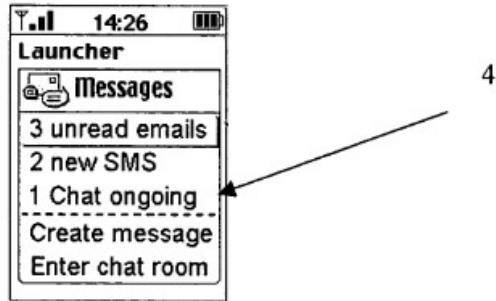 14:26
Launcher
Messages
3 unread emails
2 new SMS
1 Chat ongoing
Create message
Enter chat room
4